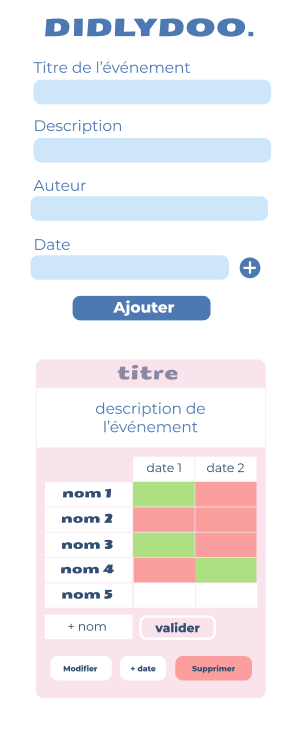 DIDLYDOO.
Titre de l'événement
Description
Auteur
Date
+
Ajouter
titre
description de
l'événement
date 1 date 2
nom 1
nom 2
nom 3
nom 4
nom 5
+ nom valider
Modifier + date Supprimer